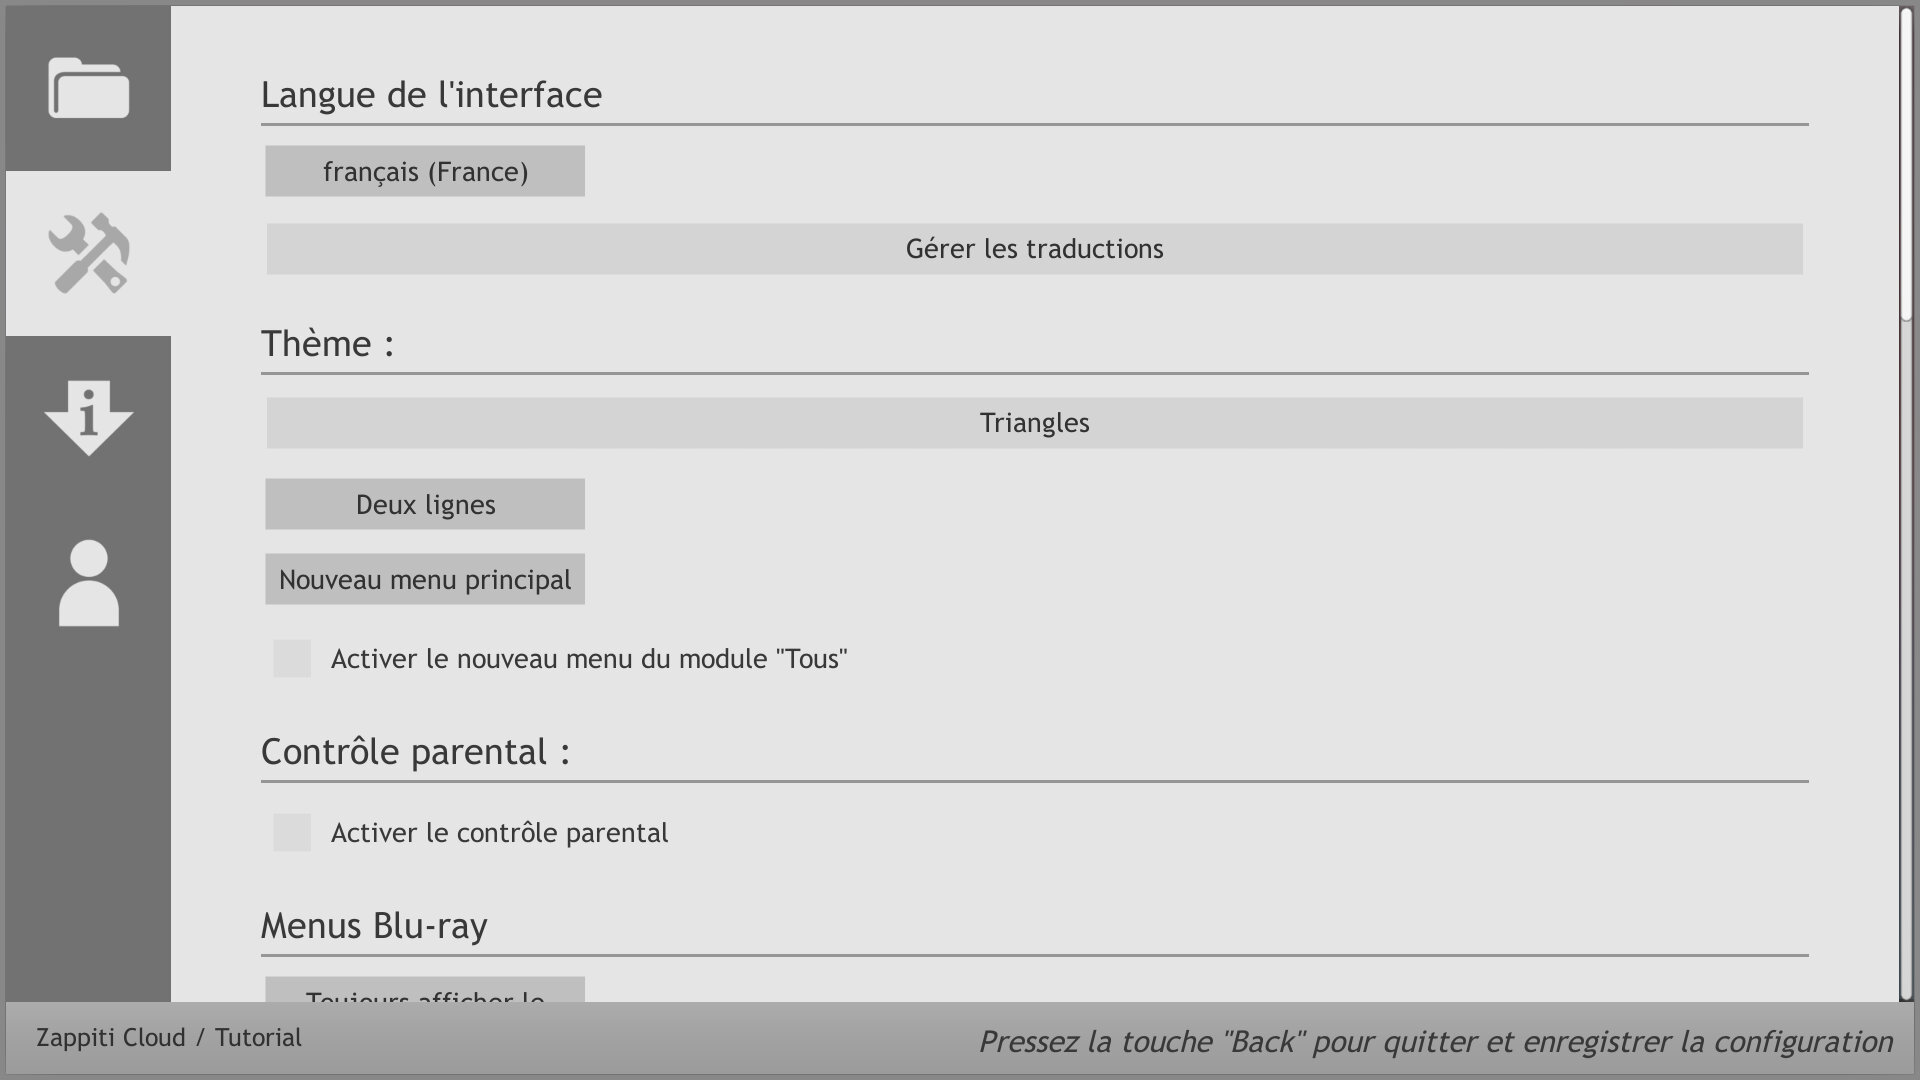 Langue de l'interface
français (France)
Gérer les traductions
Thème :
Triangles
Deux lignes
Nouveau menu principal
Activer le nouveau menu du module "Tous"
Contrôle parental :
Activer le contrôle parental
Menus Blu-ray
Toujours afficher le
Zappiti Cloud / Tutorial
Pressez la touche "Back" pour quitter et enregistrer la configuration